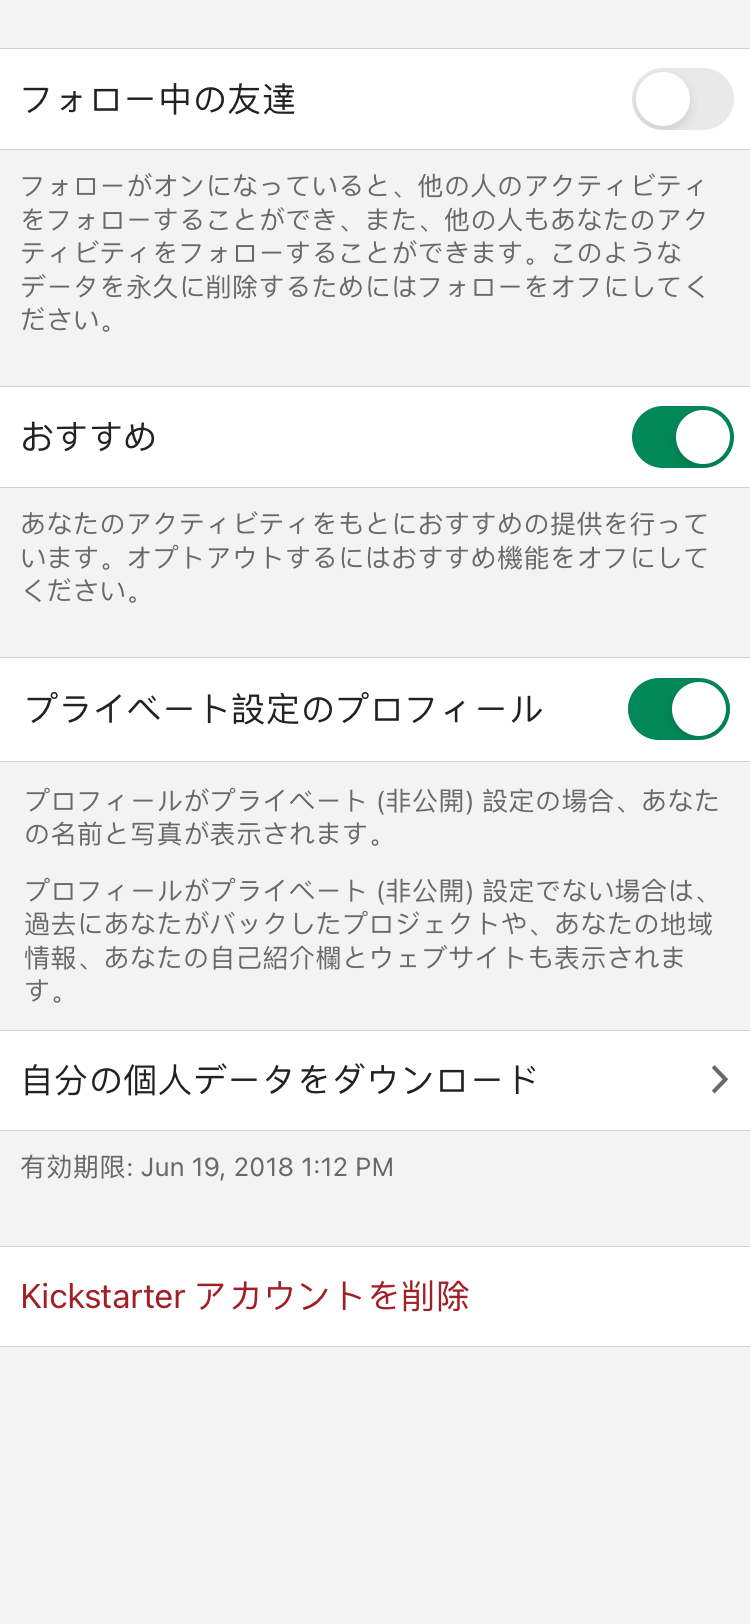 フォロー中の友達
フォローがオンになっていると、他の人のアクティビティ
をフォローすることができ、また、他の人もあなたのアク
ティビティをフォローすることができます。このような
データを永久に削除するためにはフォローをオフにしてく
ださい。
おすすめ
あなたのアクティビティをもとにおすすめの提供を行って
います。オプトアウトするにはおすすめ機能をオフにして
ください。
プライベート設定のプロフィール
プロフィールがプライベート (非公開) 設定の場合、あなた
の名前と写真が表示されます。
プロフィールがプライベート (非公開) 設定でない場合は、
過去にあなたがバックしたプロジェクトや、あなたの地域
情報、あなたの自己紹介欄とウェブサイトも表示されま
す。
自分の個人データをダウンロード
有効期限: Jun 19, 2018 1:12 PM
Kickstarter アカウントを削除